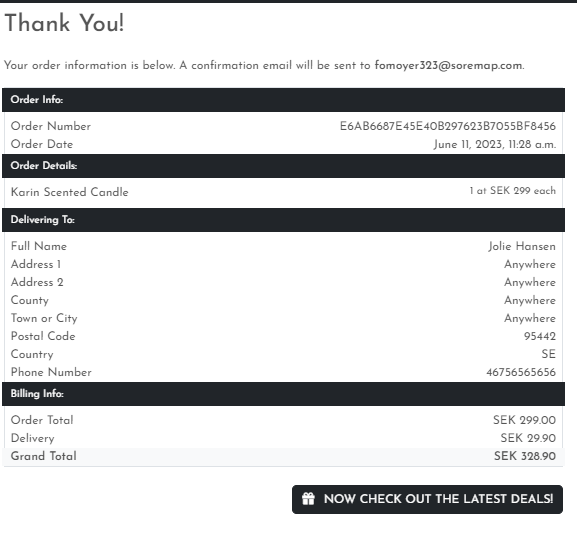 Thank You!
Your order information is below. A confirmation email will be sent to fomoyer323@soremap.com.
Order Info:
Order Number E6AB6687E45E40B297623B7055BF8456
Order Date June 11, 2023, 11:28 a.m.
Order Details:
Karin Scented Candle 1 at SEK 299 each
Delivering To:
Full Name Jolie Hansen
Address 1 Anywhere
Address 2 Anywhere
County Anywhere
Town or City Anywhere
Postal Code 95442
Country SE
Phone Number 46756565656
Billing Info:
Order Total SEK 299.00
Delivery SEK 29.90
Grand Total SEK 328.90
NOW CHECK OUT THE LATEST DEALS!